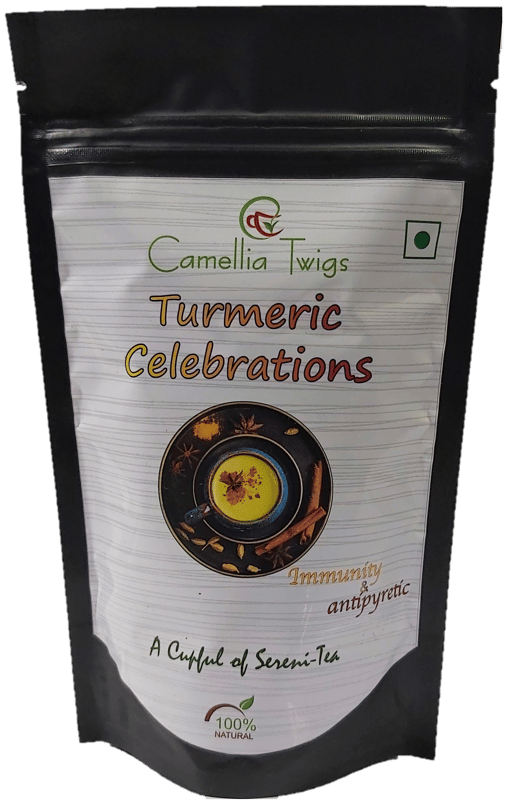 Camellia Twigs
Turmeric
Celebrations
Immunity
&
antipyretic
A Cupful of Sereni-Tea
100%
NATURAL